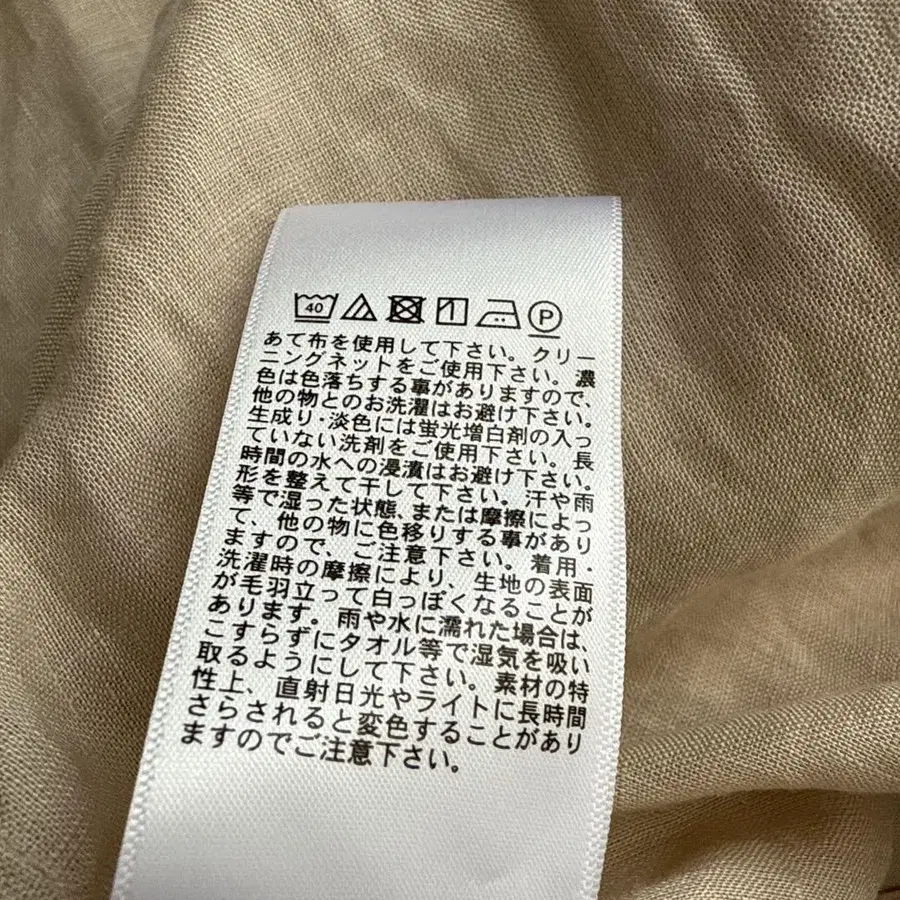 40 P
あて布を使用して下さい。クリー
ニングネットをご使用下さい。濃
色は色落ちする事がありますので、
他の物とのお洗濯はお避け下さい。
生成り・淡色には蛍光増白剤の入っ
ていない洗剤をご使用下さい。長
時間の水への浸漬はお避け下さい。
形を整えて干して下さい。汗や雨
等で湿った状態、または摩擦によっ
て、他の物に色移りする事があり
ますので、ご注意下さい。着用・
洗濯時の摩擦により、生地の表面
が毛羽立って白っぽくなることが
あります。雨や水に濡れた場合は、
こすらずにタオル等で湿気を吸い
取るようにして下さい。素材の特
性上、直射日光やライトに長時間
さらされると変色することがあり
ますのでご注意下さい。